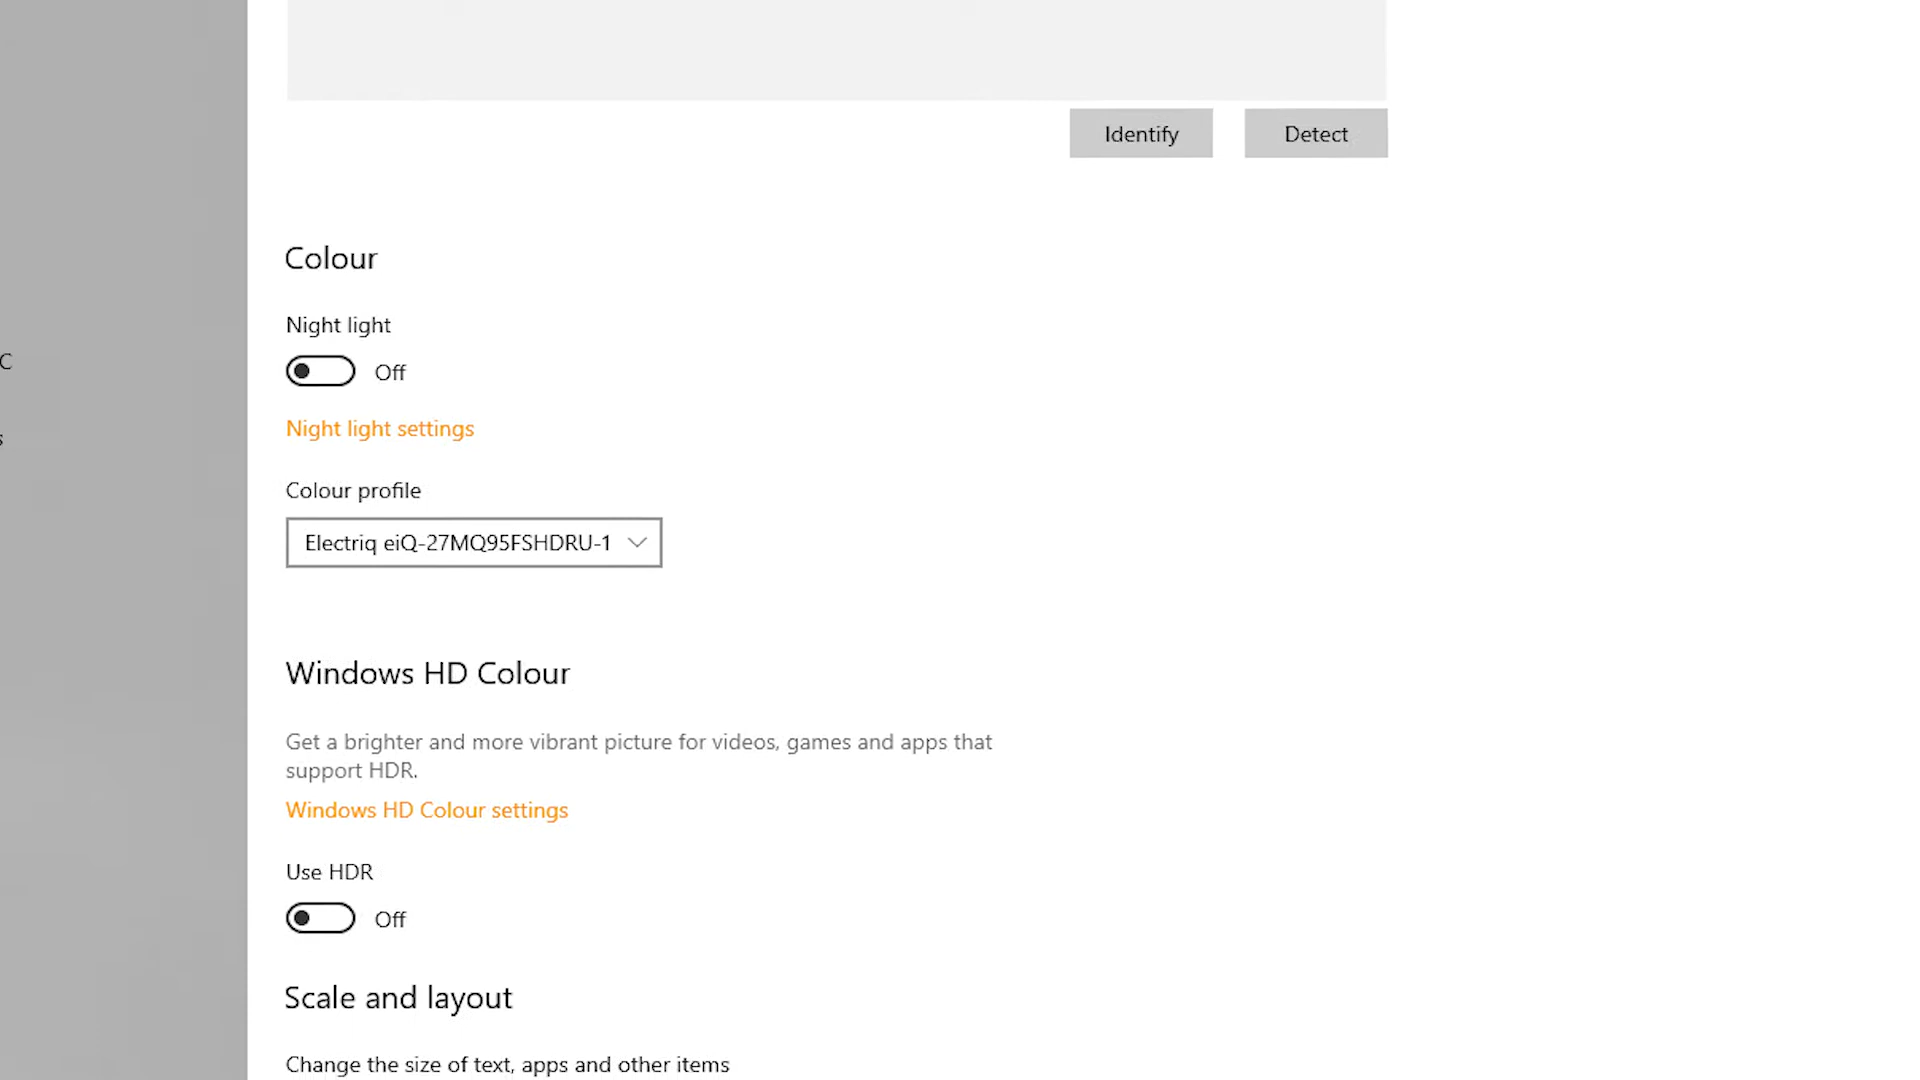 Identify
Detect
Colour
Night light
Off
Night light settings
Colour profile
Electriq eiQ-27MQ95FSHDRU-1
Windows HD Colour
Get a brighter and more vibrant picture for videos, games and apps that
support HDR.
Windows HD Colour settings
Use HDR
Off
Scale and layout
Change the size of text, apps and other items